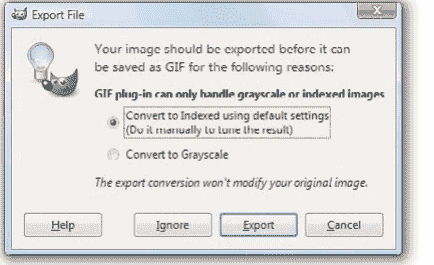 Export File
Your image should be exported before it can
be saved as GIF for the following reasons:
GIF plug-in can only handle grayscale or indexed images
Convert to Indexed using default settings
(Do it manually to tune the result)
Convert to Grayscale
The export conversion won't modify your original image.
Help Ignore Export Cancel